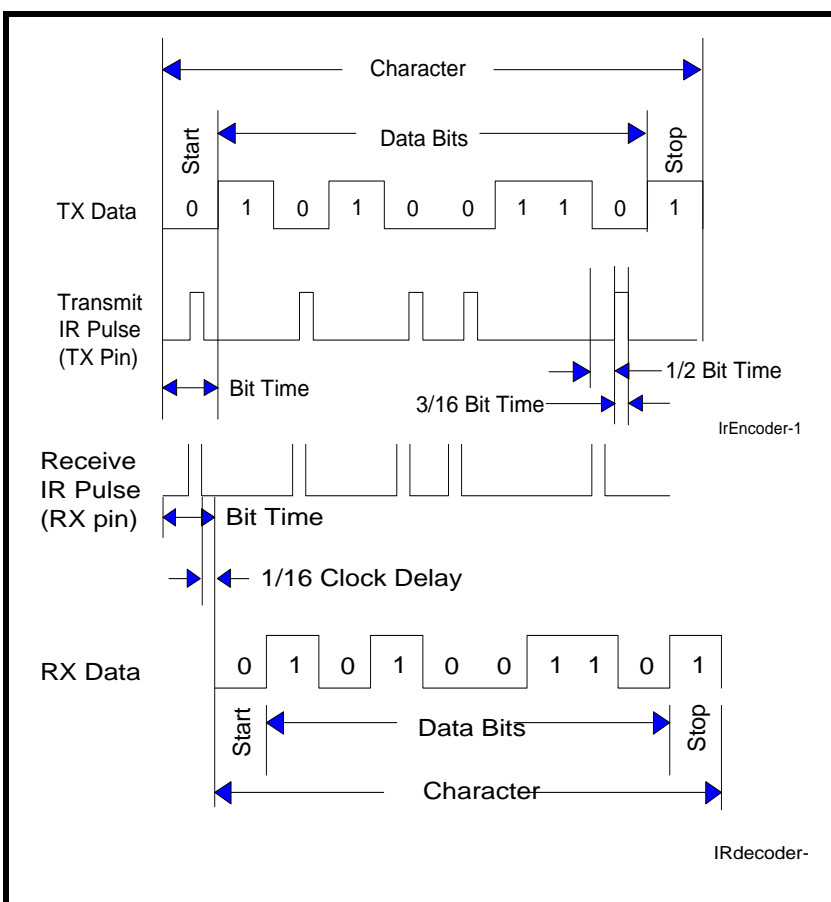 Character
Start
Data Bits
Stop
TX Data
0 1 0 1 0 0 1 1 0 1
Transmit
IR Pulse
(TX Pin)
Bit Time
1/2 Bit Time
3/16 Bit Time
IrEncoder-1
Receive
IR Pulse
(RX pin)
Bit Time
1/16 Clock Delay
RX Data
0 1 0 1 0 0 1 1 0 1
Start
Data Bits
Stop
Character
IRdecoder-